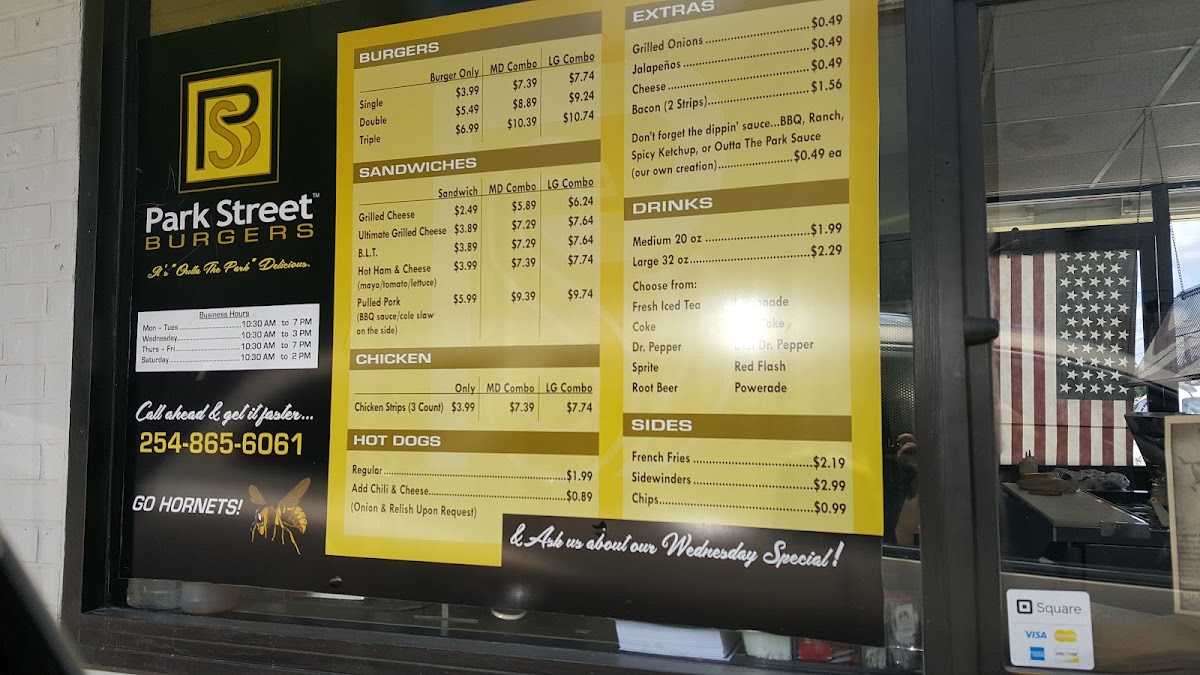 PSB
Park Street™
BURGERS
It's "Outta The Park" Delicious.
Business Hours
Mon – Tues 10:30 AM to 7 PM
Wednesday 10:30 AM to 3 PM
Thurs – Fri 10:30 AM to 7 PM
Saturday 10:30 AM to 2 PM
Call ahead & get it faster...
254-865-6061
GO HORNETS!
BURGERS
Burger Only MD Combo LG Combo
Single $3.99 $7.39 $7.74
Double $5.49 $8.89 $9.24
Triple $6.99 $10.39 $10.74
SANDWICHES
Sandwich MD Combo LG Combo
Grilled Cheese $2.49 $5.89 $6.24
Ultimate Grilled Cheese $3.89 $7.29 $7.64
B.L.T. $3.89 $7.29 $7.64
Hot Ham & Cheese $3.99 $7.39 $7.74
(mayo/tomato/lettuce)
Pulled Pork $5.99 $9.39 $9.74
(BBQ sauce/cole slaw
on the side)
CHICKEN
Only MD Combo LG Combo
Chicken Strips (3 Count) $3.99 $7.39 $7.74
HOT DOGS
Regular $1.99
Add Chili & Cheese $0.89
(Onion & Relish Upon Request)
EXTRAS
Grilled Onions $0.49
Jalapeños $0.49
Cheese $0.49
Bacon (2 Strips) $1.56
Don't forget the dippin' sauce...BBQ, Ranch,
Spicy Ketchup, or Outta The Park Sauce
(our own creation) $0.49 ea
DRINKS
Medium 20 oz $1.99
Large 32 oz $2.29
Choose from:
Fresh Iced Tea
Coke Coke
Dr. Pepper Dr. Pepper
Sprite Red Flash
Root Beer Powerade
SIDES
French Fries $2.19
Sidewinders $2.99
Chips $0.99
& Ask us about our Wednesday Special!
Square
VISA
DISCOVER